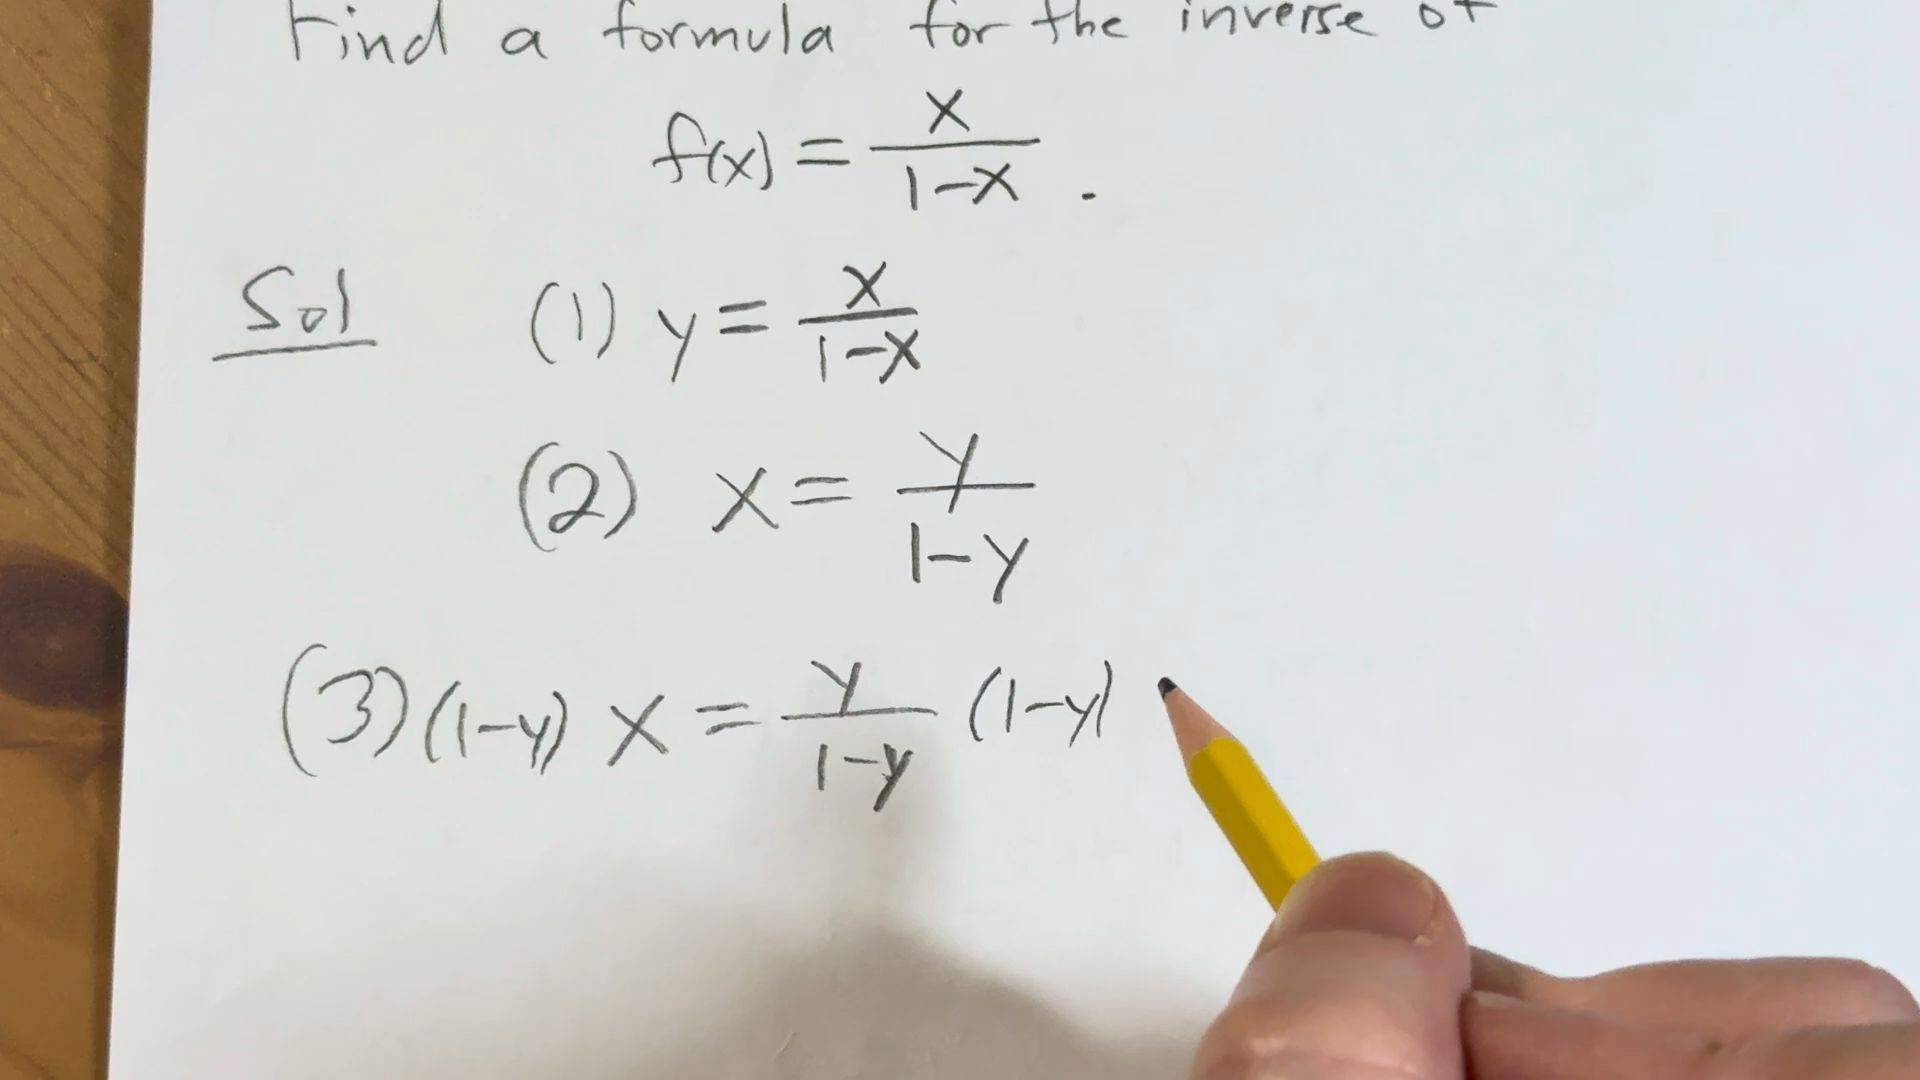 Find a formula for the inverse of
f(x) = x/(1-x) .
Sol (1) y = x/(1-x)
(2) x = y/(1-y)
(3) (1-y) x = y/(1-y) (1-y)